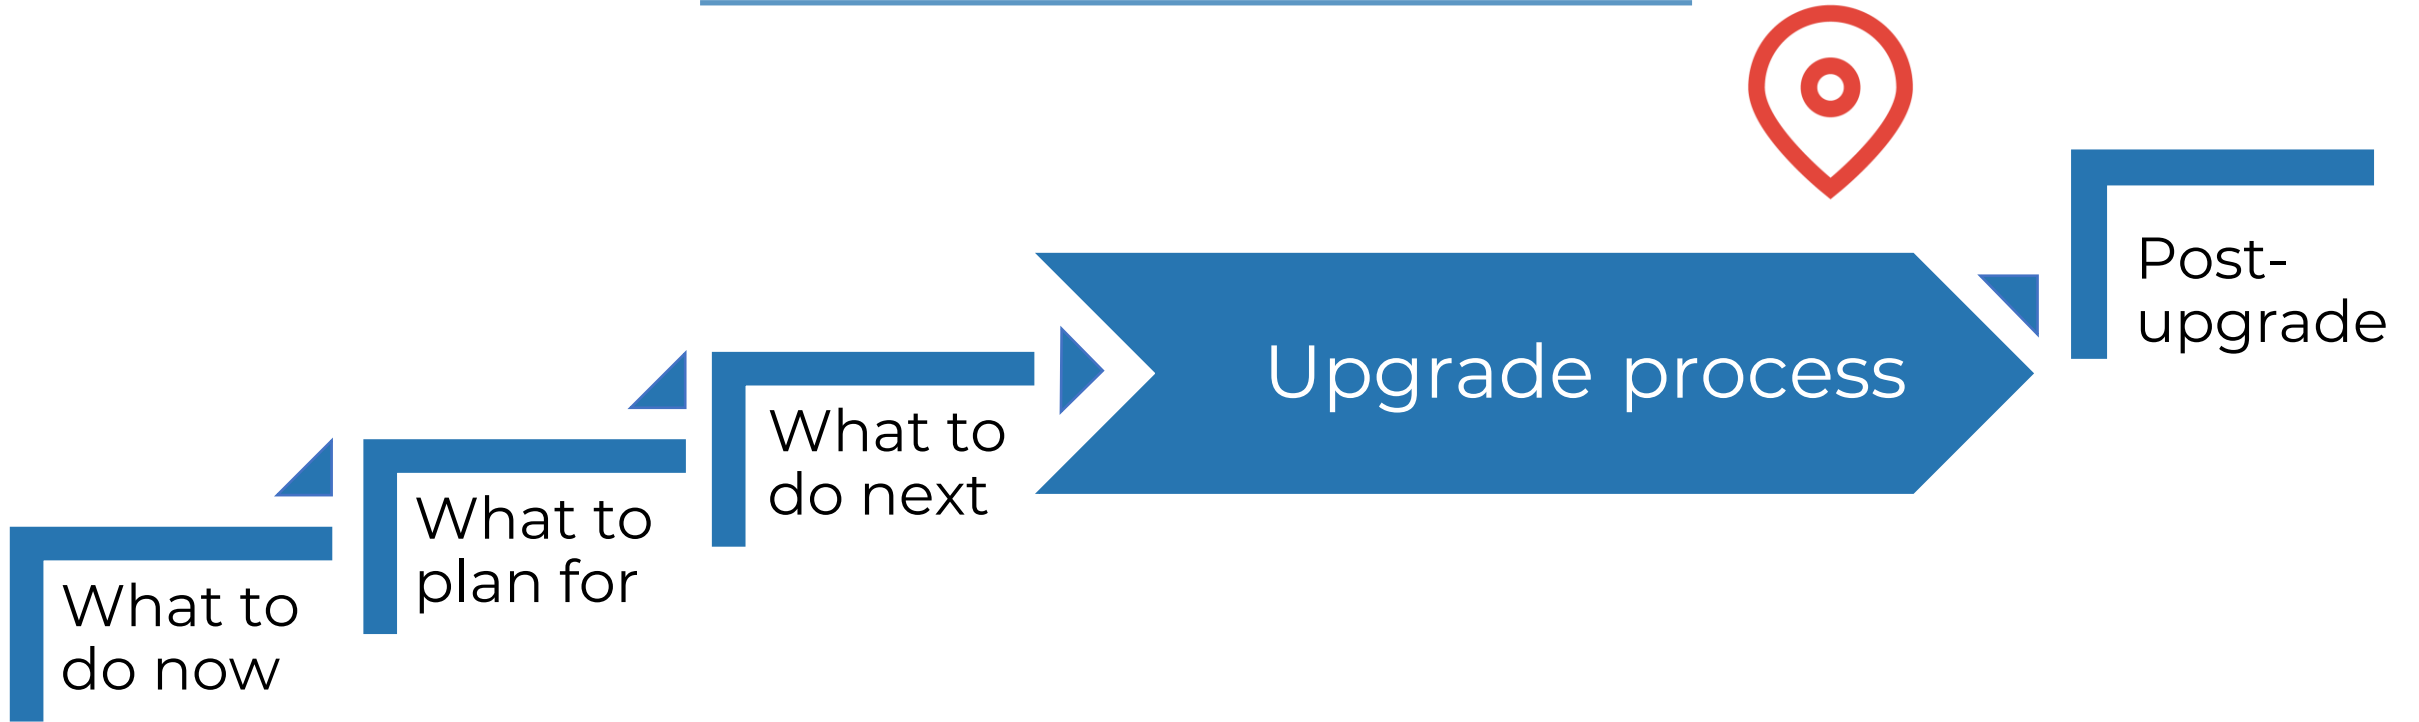 What to
do now
What to
plan for
What to
do next
Upgrade process
Post-
upgrade